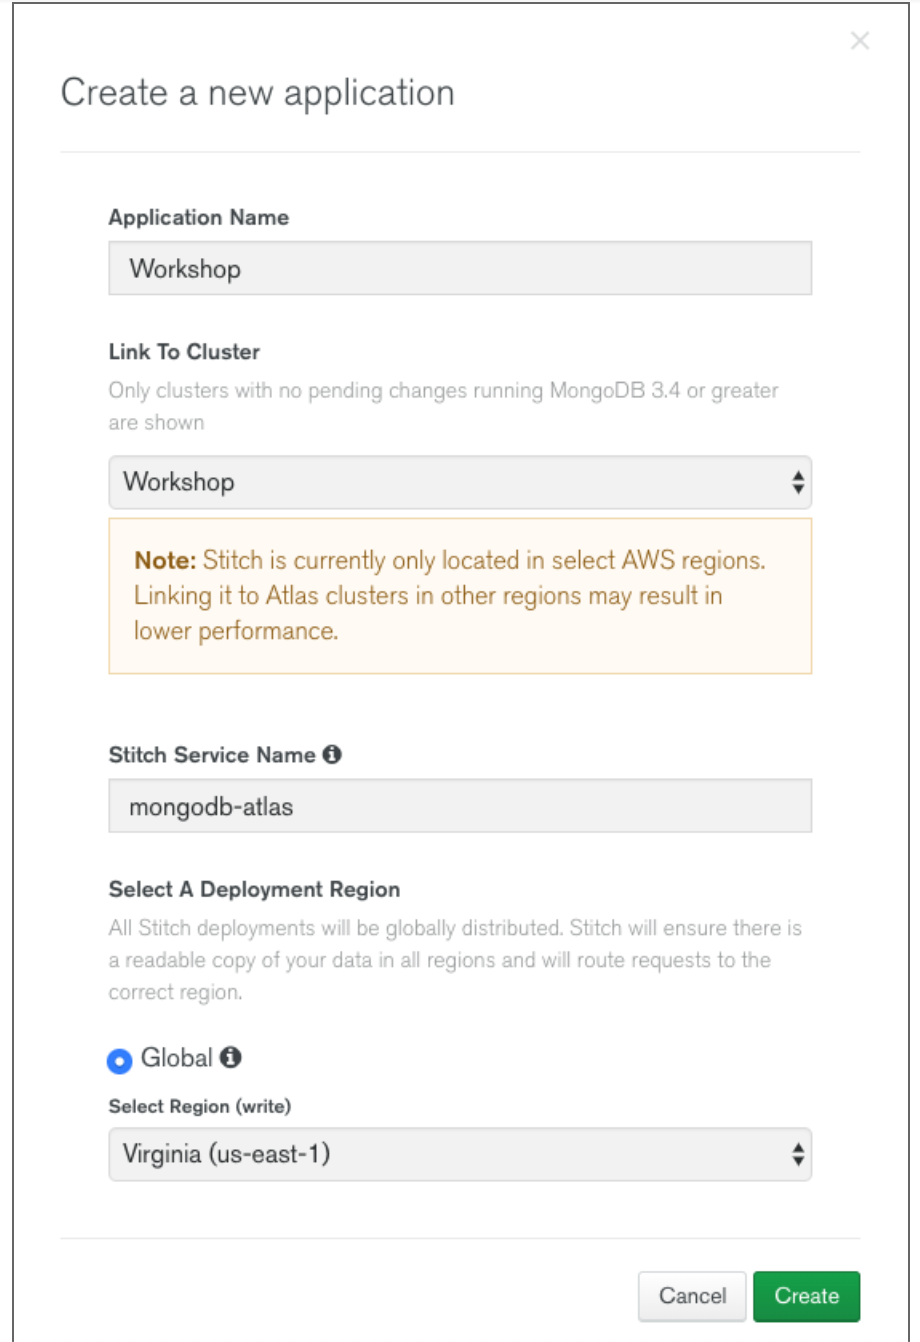 Create a new application
Application Name
Workshop
Link To Cluster
Only clusters with no pending changes running MongoDB 3.4 or greater
are shown
Workshop
Note: Stitch is currently only located in select AWS regions.
Linking it to Atlas clusters in other regions may result in
lower performance.
Stitch Service Name
mongodb-atlas
Select A Deployment Region
All Stitch deployments will be globally distributed. Stitch will ensure there is
a readable copy of your data in all regions and will route requests to the
correct region.
Global
Select Region (write)
Virginia (us-east-1)
Cancel Create